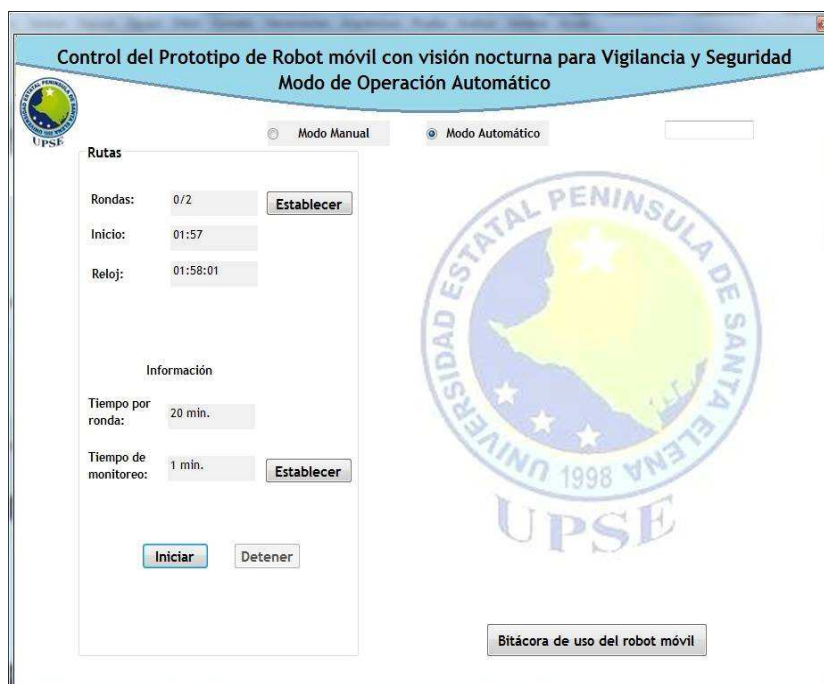 Control del Prototipo de Robot móvil con visión nocturna para Vigilancia y Seguridad
Modo de Operación Automático
UPSE
Modo Manual
Modo Automático
Rutas
Rondas:
0/2
Establecer
Inicio:
01:57
Reloj:
01:58:01
Información
Tiempo por
ronda:
20 min.
Tiempo de
monitoreo:
1 min.
Establecer
Iniciar
Detener
UNIVERSIDAD ESTATAL PENINSULA DE SANTA ELENA
1998
UPSE
Bitácora de uso del robot móvil